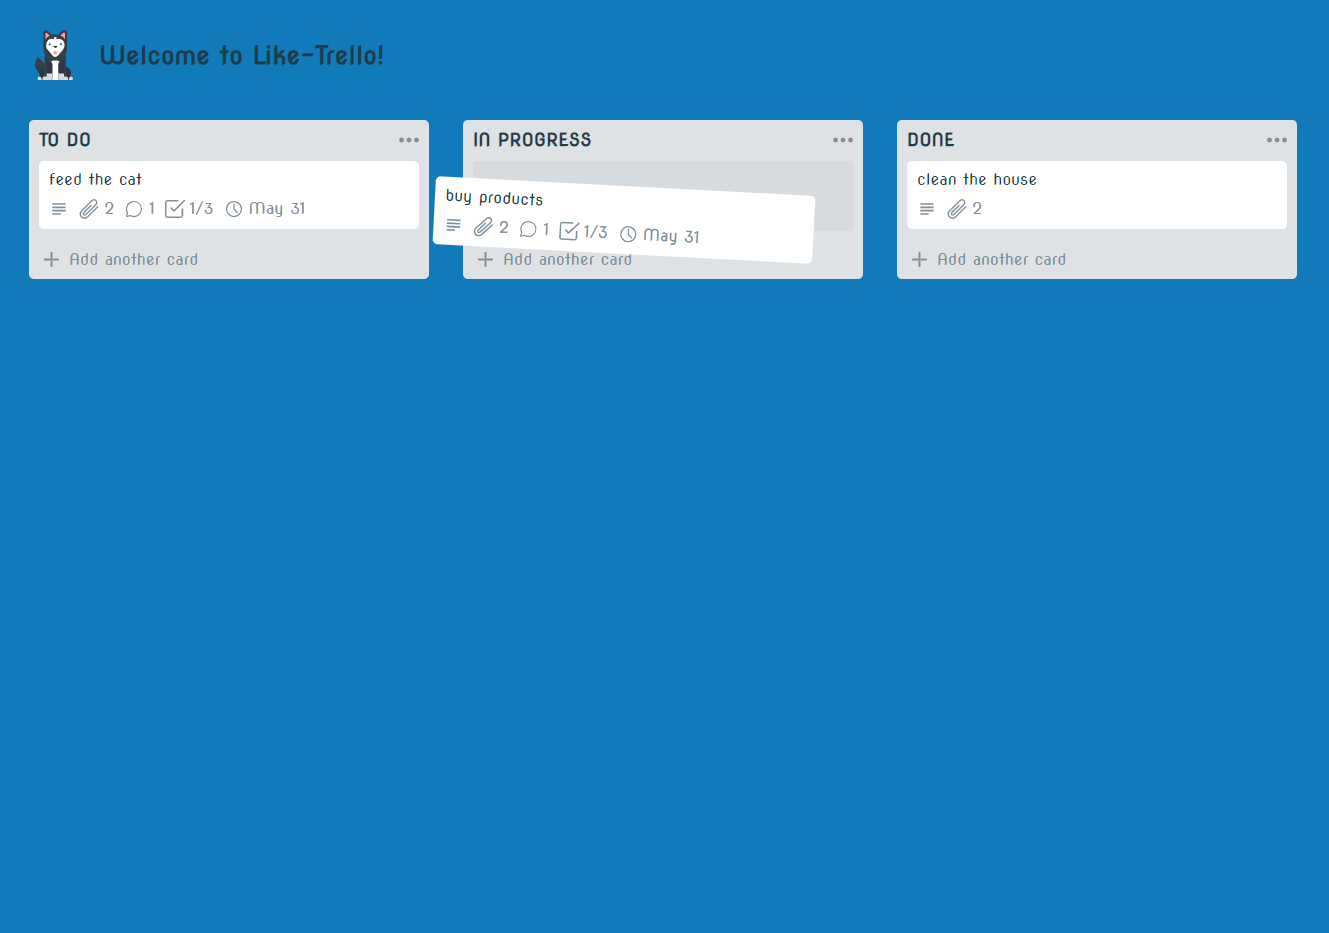 Welcome to Like-Trello!
TO DO
feed the cat
2 1 1/3 May 31
Add another card
IN PROGRESS
buy products
2 1 1/3 May 31
Add another card
DONE
clean the house
2
Add another card